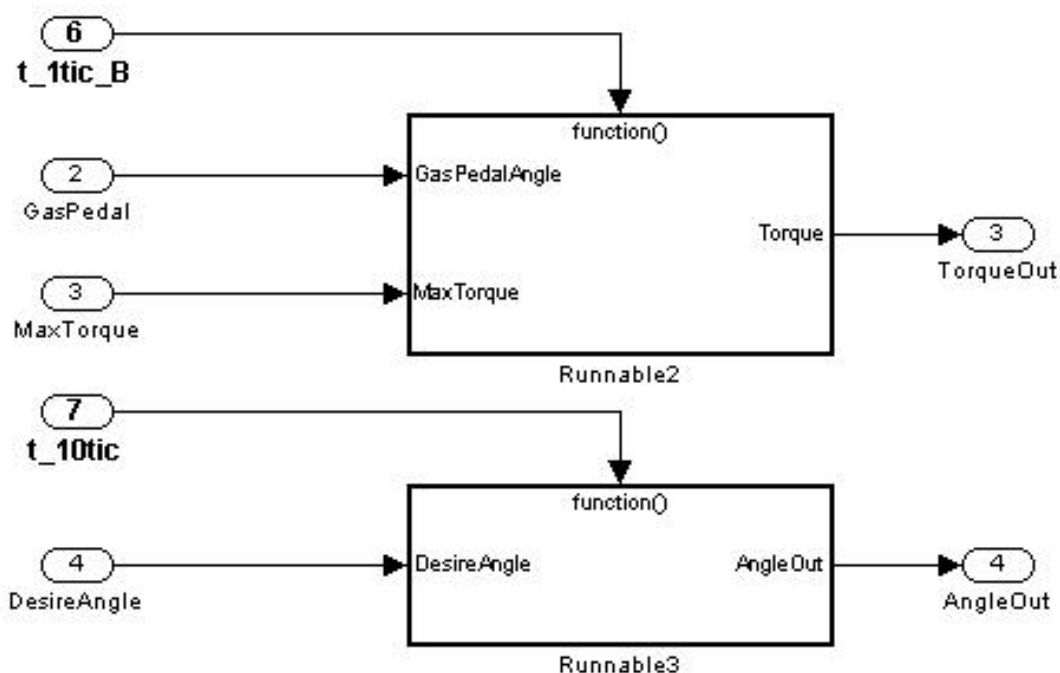 6
t_1tic_B
function()
2
GasPedal
GasPedalAngle
Torque
3
TorqueOut
3
MaxTorque
MaxTorque
Runnable2
7
t_10tic
function()
4
DesireAngle
DesireAngle
AngleOut
4
AngleOut
Runnable3